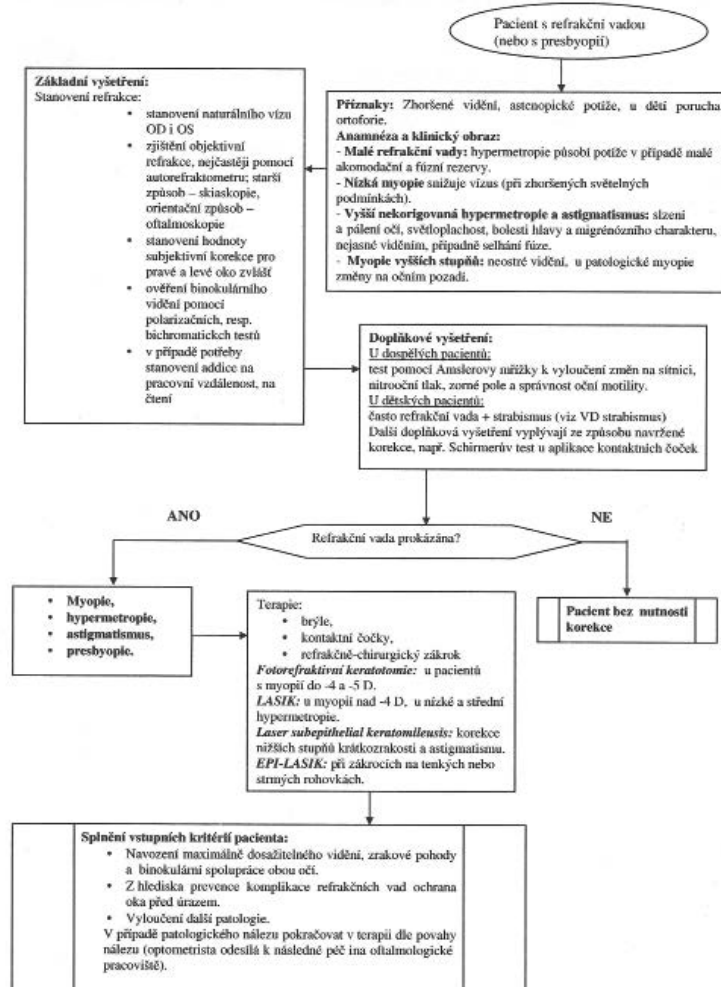 Pacient s refrakční vadou
(nebo s presbyopií)
Příznaky: Zhoršené vidění, astenopické potíže, u dětí porucha
ortoforie.
Anamnéza a klinický obraz:
- Malé refrakční vady: hypermetropie působí potíže v případě malé
akomodační a fúzní rezervy.
- Nízká myopie snižuje vízus (při zhoršených světelných
podmínkách).
- Vyšší nekorigovaná hypermetropie a astigmatismus: slzení
a pálení očí, světloplachost, bolesti hlavy a migrénózního charakteru,
nejasné viděním, případně selhání fúze.
- Myopie vyšších stupňů: neostré vidění, u patologické myopie
změny na očním pozadí.
Základní vyšetření:
Stanovení refrakce:
• stanovení naturálního vízu
OD i OS
• zjištění objektivní
refrakce, nejčastěji pomocí
autorefraktometru; starší
způsob – skiaskopie,
orientační způsob –
oftalmoskopie
• stanovení hodnoty
subjektivní korekce pro
pravé a levé oko zvlášť
• ověření binokulárního
vidění pomocí
polarizačních, resp.
bichromatickch testů
• v případě potřeby
stanovení addice na
pracovní vzdálenost, na
čtení
Doplňkové vyšetření:
U dospělých pacientů:
test pomocí Amslerovy mřížky k vyloučení změn na sítnici,
nitrooční tlak, zorné pole a správnost oční motility.
U dětských pacientů:
často refrakční vada + strabismus (viz VD strabismus)
Další doplňková vyšetření vyplývají ze způsobu navržené
korekce, např. Schirmerův test u aplikace kontaktních čoček
ANO
NE
Refrakční vada prokázána?
• Myopie,
• hypermetropie,
• astigmatismus,
• presbyopie.
Terapie:
• brýle,
• kontaktní čočky,
• refrakčně-chirurgický zákrok
Fotorefraktivní keratotomie: u pacientů
s myopií do -4 a -5 D.
LASIK: u myopií nad -4 D, u nízké a střední
hypermetropie.
Laser subepithelial keratomileusis: korekce
nižších stupňů krátkozrakosti a astigmatismu.
EPI-LASIK: při zákrocích na tenkých nebo
strmých rohovkách.
Pacient bez nutnosti
korekce
Splnění vstupních kritérií pacienta:
• Navození maximálně dosažitelného vidění, zrakové pohody
a binokulární spolupráce obou očí.
• Z hlediska prevence komplikace refrakčních vad ochrana
oka před úrazem.
• Vyloučení další patologie.
V případě patologického nálezu pokračovat v terapii dle povahy
nálezu (optometrista odesílá k následné péč ina oftalmologické
pracoviště).